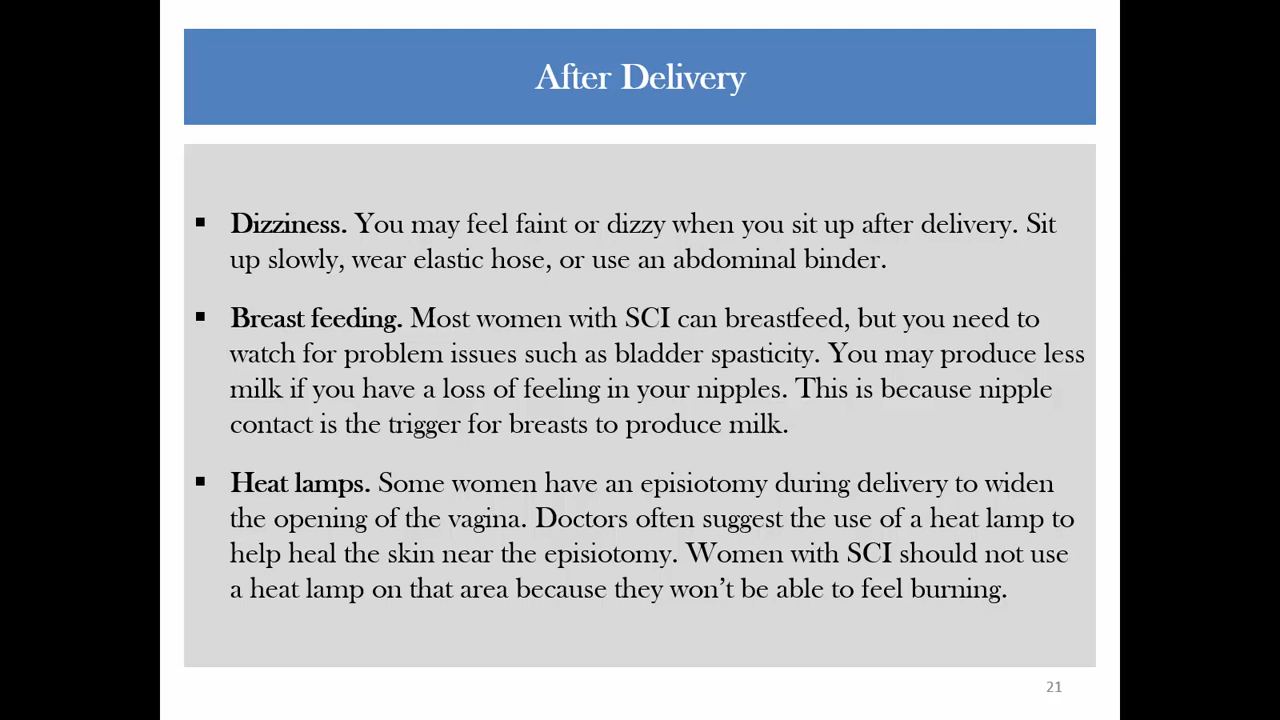 After Delivery
▪ Dizziness. You may feel faint or dizzy when you sit up after delivery. Sit
up slowly, wear elastic hose, or use an abdominal binder.
▪ Breast feeding. Most women with SCI can breastfeed, but you need to
watch for problem issues such as bladder spasticity. You may produce less
milk if you have a loss of feeling in your nipples. This is because nipple
contact is the trigger for breasts to produce milk.
▪ Heat lamps. Some women have an episiotomy during delivery to widen
the opening of the vagina. Doctors often suggest the use of a heat lamp to
help heal the skin near the episiotomy. Women with SCI should not use
a heat lamp on that area because they won’t be able to feel burning.
21